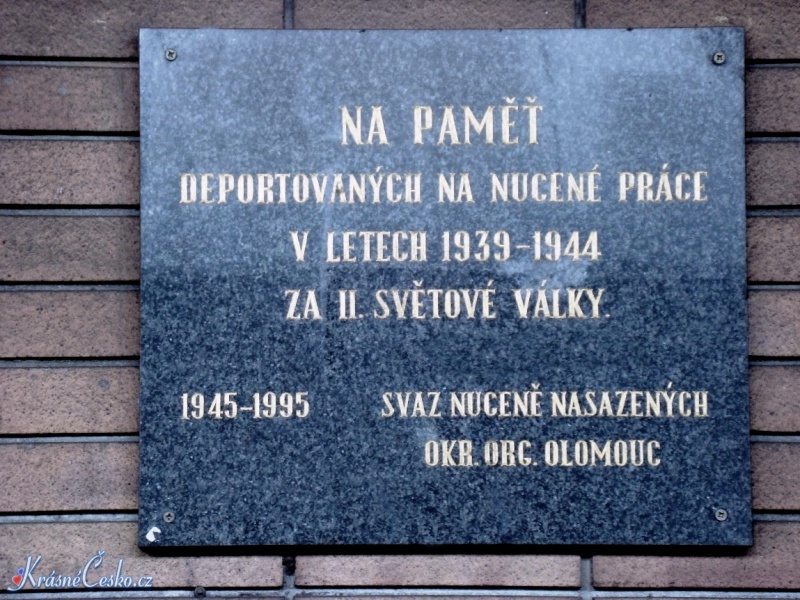 NA PAMĚŤ
DEPORTOVANÝCH NA NUCENÉ PRÁCE
V LETECH 1939-1944
ZA II. SVĚTOVÉ VÁLKY.
1945-1995 SVAZ NUCENĚ NASAZENÝCH
OKR. ORG. OLOMOUC
KrásnéČesko.cz